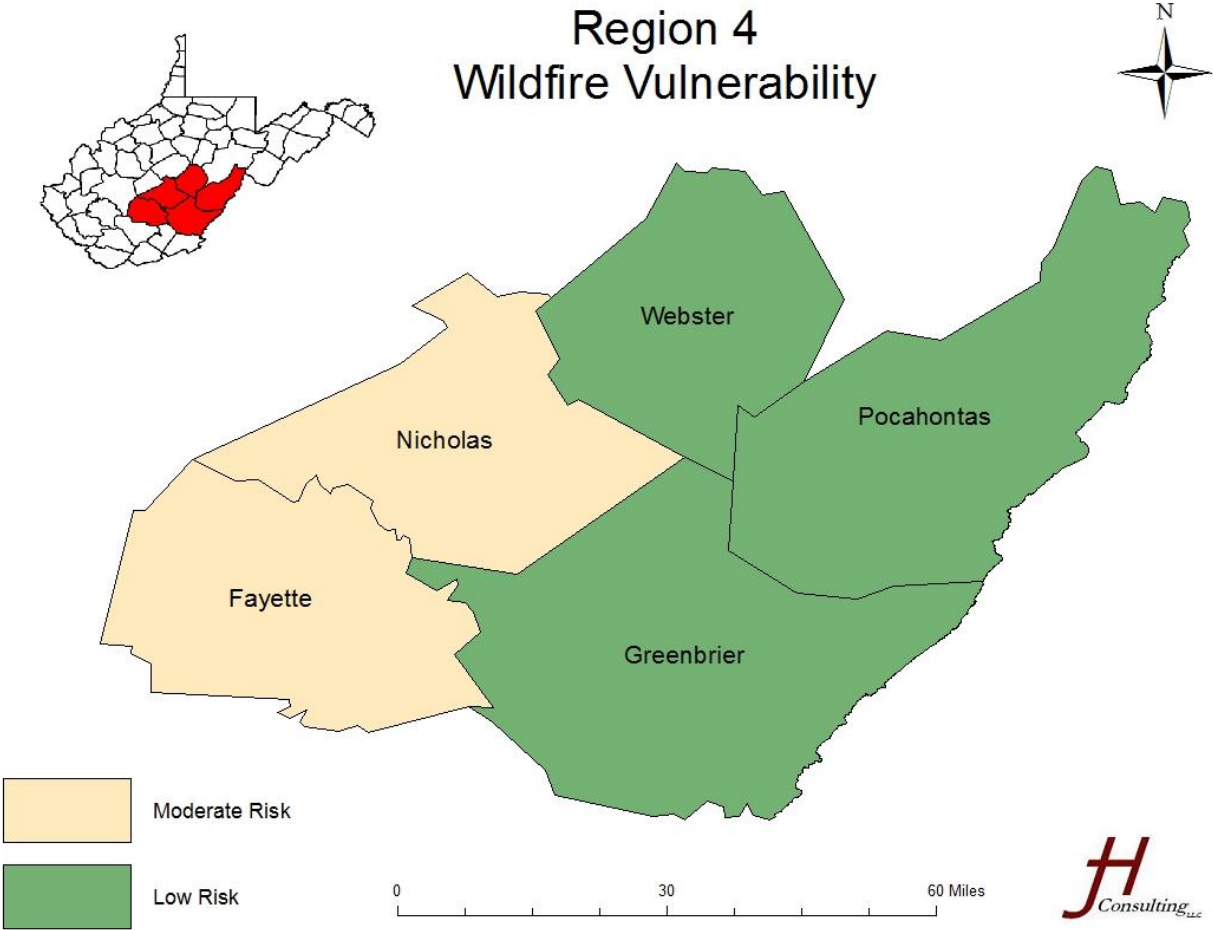 Region 4
Wildfire Vulnerability
N
Webster
Pocahontas
Nicholas
Fayette
Greenbrier
Moderate Risk
Low Risk
0 30 60 Miles
JH
Consulting, LLC